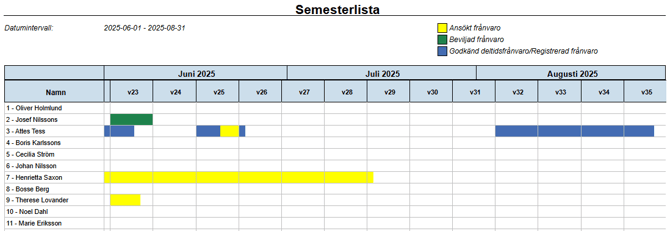 Semesterlista
Datumintervall: 2025-06-01 - 2025-08-31
Ansökt frånvaro
Beviljad frånvaro
Godkänd deltidsfrånvaro/Registrerad frånvaro
Juni 2025 Juli 2025 Augusti 2025
Namn v23 v24 v25 v26 v27 v28 v29 v30 v31 v32 v33 v34 v35
1 - Oliver Holmlund
2 - Josef Nilssons
3 - Attes Tess
4 - Boris Karlssons
5 - Cecilia Ström
6 - Johan Nilsson
7 - Henrietta Saxon
8 - Bosse Berg
9 - Therese Lovander
10 - Noel Dahl
11 - Marie Eriksson